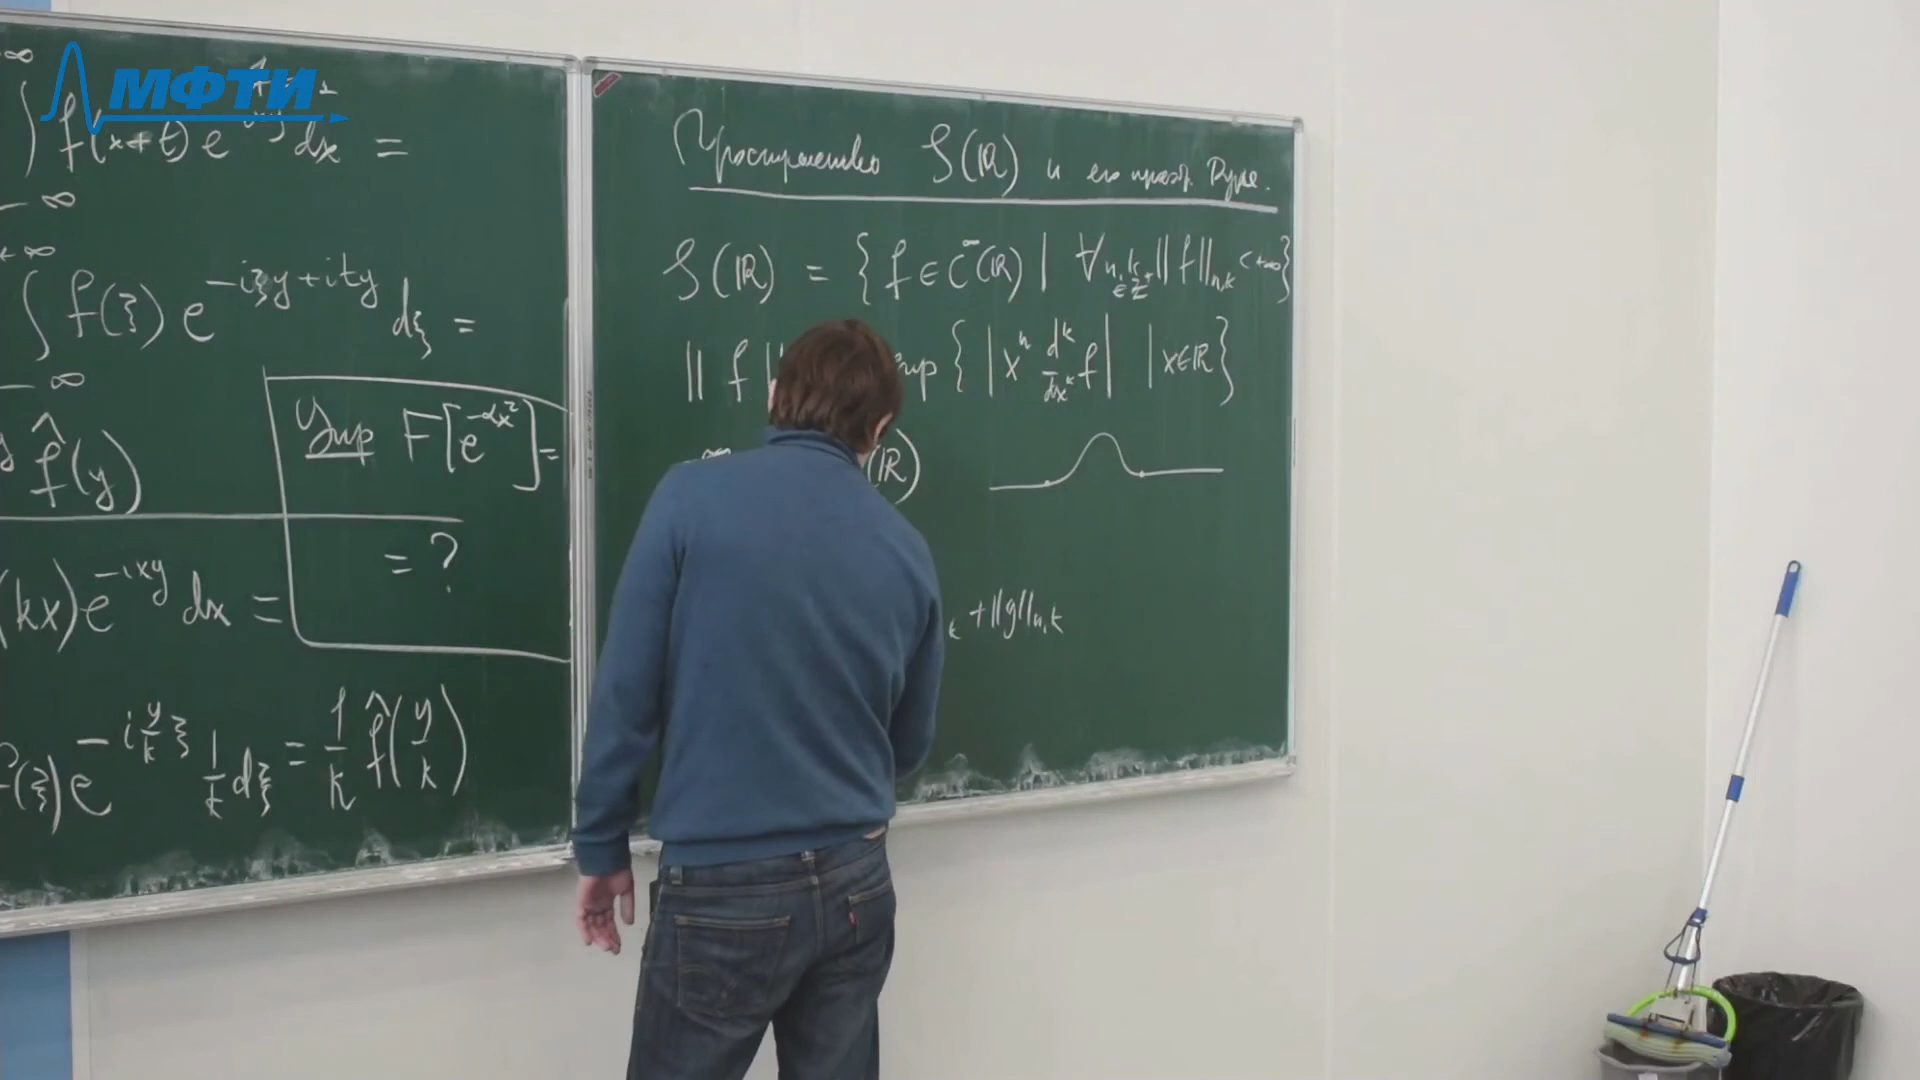 МФТИ
∞
∫ f(x+t) e dx =
-∞
+∞
∫ f(ξ) e^{-iξy+ity} dξ =
-∞
f̂(y)
Упр F[e^{-αx²}] =
= ?
(kx) e^{-ixy} dx =
(ξ) e^{-i y/k ξ} 1/k dξ = 1/k f̂(y/k)
Пространство S(ℝ) и его преобр. Фурье.
S(ℝ) = { f ∈ C^∞(ℝ) | ∀ n,k ∈ ℤ+ ||f||_{n,k} < +∞ }
|| f || sup { | x^n d^k/dx^k f | | x∈ℝ }
∞ (ℝ)
k + ||g||_{n,k}